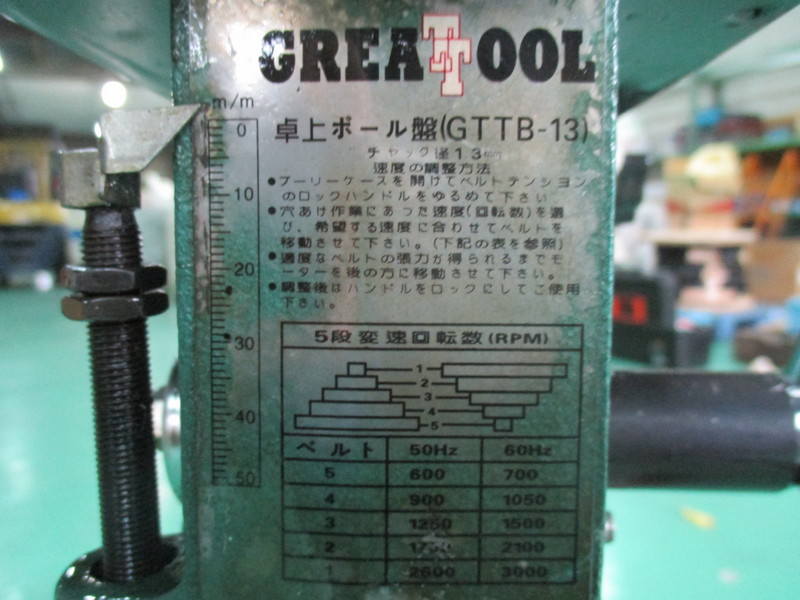 GREAT TOOL
m/m
0
10
20
30
40
50
卓上ボール盤(GTTB-13)
チャック径13mm
速度の調整方法
●プーリーケースを開けてベルトテンション
のロックハンドルをゆるめて下さい
●穴あけ作業にあった速度(回転数)を選
び、希望する速度に合わせてベルトを
移動させて下さい。(下記の表を参照)
●適度なベルトの張力が得られるまでモ
ーターを後の方に移動させて下さい。
●調整後はハンドルをロックにしてご使用
下さい。
5段変速回転数(RPM)
1
2
3
4
5
ベルト 50Hz 60Hz
5 600 700
4 900 1050
3 1250 1500
2 2100
1 2600 3000